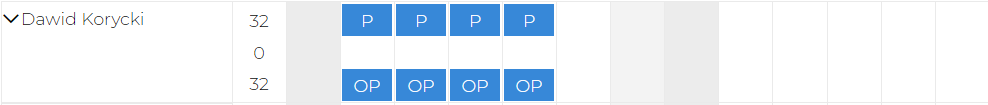 Dawid Korycki 32 P P P P
0
32 OP OP OP OP